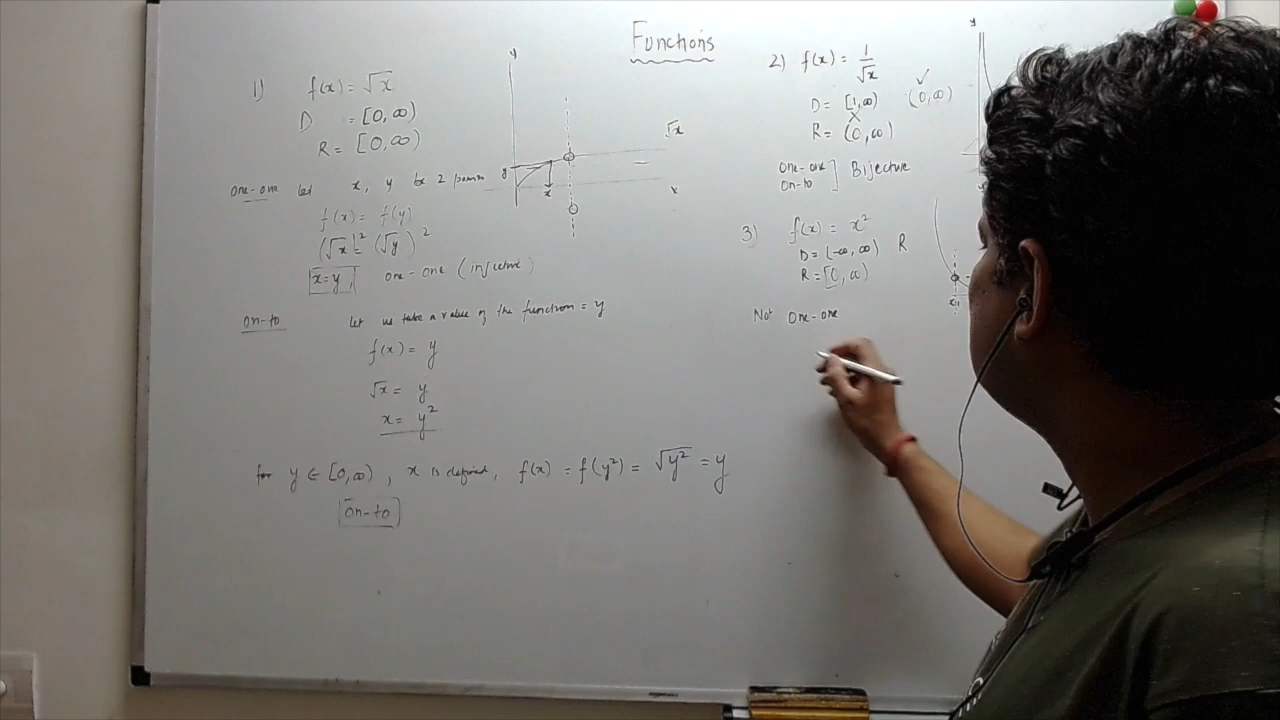 Functions
1) f(x) = √x
D = [0, ∞)
R = [0, ∞)
one-one let x, y be 2
f(x) = f(y)
(√x)² = (√y)²
x = y, one-one (injective)
on-to let us take a value of the function = y
f(x) = y
√x = y
x = y²
for y ∈ [0, ∞), x is defined, f(x) = f(y²) = √y² = y
on-to
y
√x
y
x
x
2) f(x) = 1/√x
D = [1, ∞) (0, ∞) ✓
x
R = (0, ∞)
one-one
on-to ] Bijective
y
3) f(x) = x²
D = (-∞, ∞) R
R = [0, ∞)
Not one-one